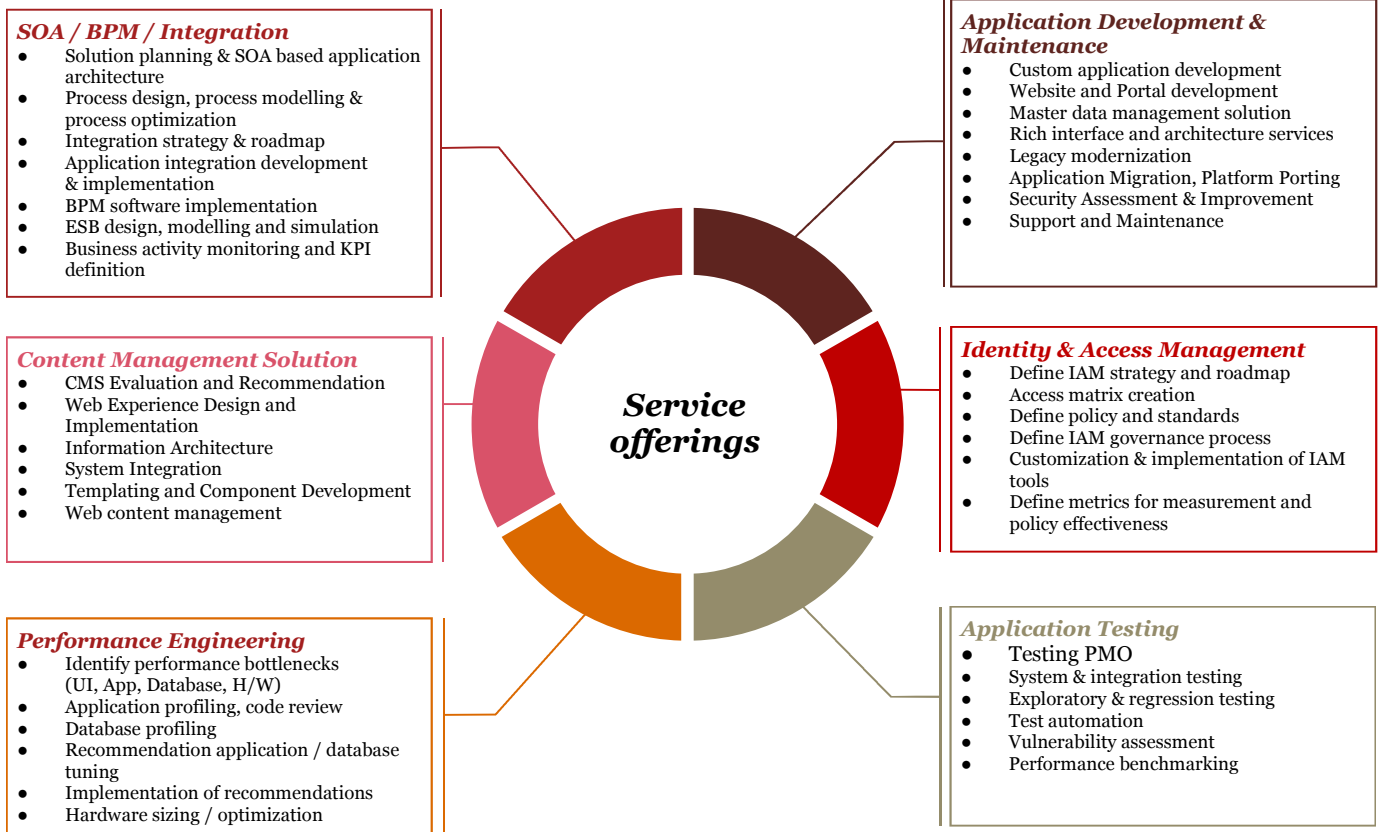 SOA / BPM / Integration
● Solution planning & SOA based application
architecture
● Process design, process modelling &
process optimization
● Integration strategy & roadmap
● Application integration development
& implementation
● BPM software implementation
● ESB design, modelling and simulation
● Business activity monitoring and KPI
definition
Application Development &
Maintenance
● Custom application development
● Website and Portal development
● Master data management solution
● Rich interface and architecture services
● Legacy modernization
● Application Migration, Platform Porting
● Security Assessment & Improvement
● Support and Maintenance
Content Management Solution
● CMS Evaluation and Recommendation
● Web Experience Design and
Implementation
● Information Architecture
● System Integration
● Templating and Component Development
● Web content management
Service
offerings
Identity & Access Management
● Define IAM strategy and roadmap
● Access matrix creation
● Define policy and standards
● Define IAM governance process
● Customization & implementation of IAM
tools
● Define metrics for measurement and
policy effectiveness
Performance Engineering
● Identify performance bottlenecks
(UI, App, Database, H/W)
● Application profiling, code review
● Database profiling
● Recommendation application / database
tuning
● Implementation of recommendations
● Hardware sizing / optimization
Application Testing
● Testing PMO
● System & integration testing
● Exploratory & regression testing
● Test automation
● Vulnerability assessment
● Performance benchmarking